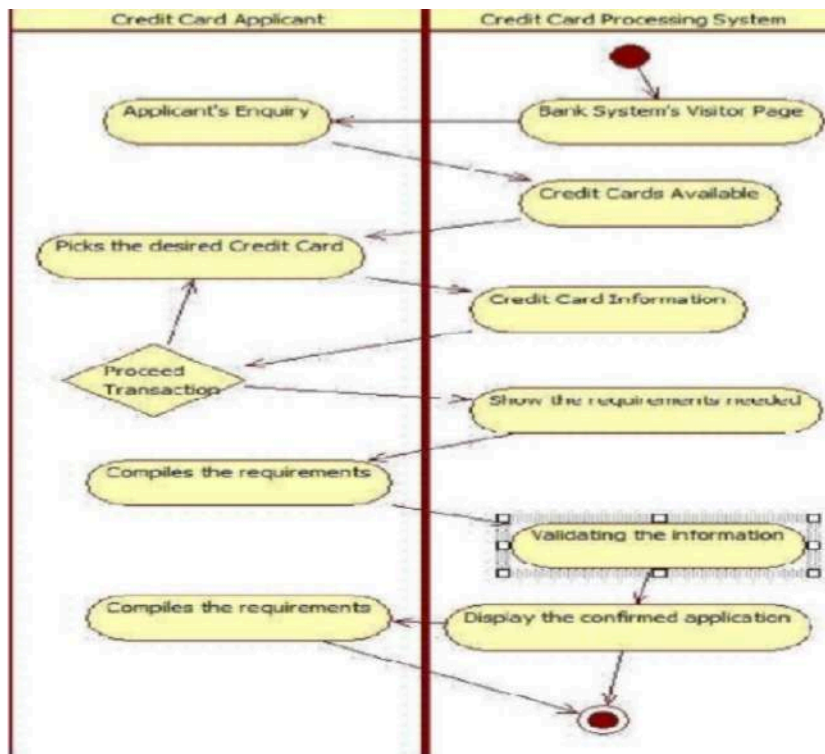 Credit Card Applicant
Credit Card Processing System
Applicant's Enquiry
Bank System's Visitor Page
Credit Cards Available
Picks the desired Credit Card
Credit Card Information
Proceed
Transaction
Show the requirements needed
Compiles the requirements
Validating the information
Compiles the requirements
Display the confirmed application